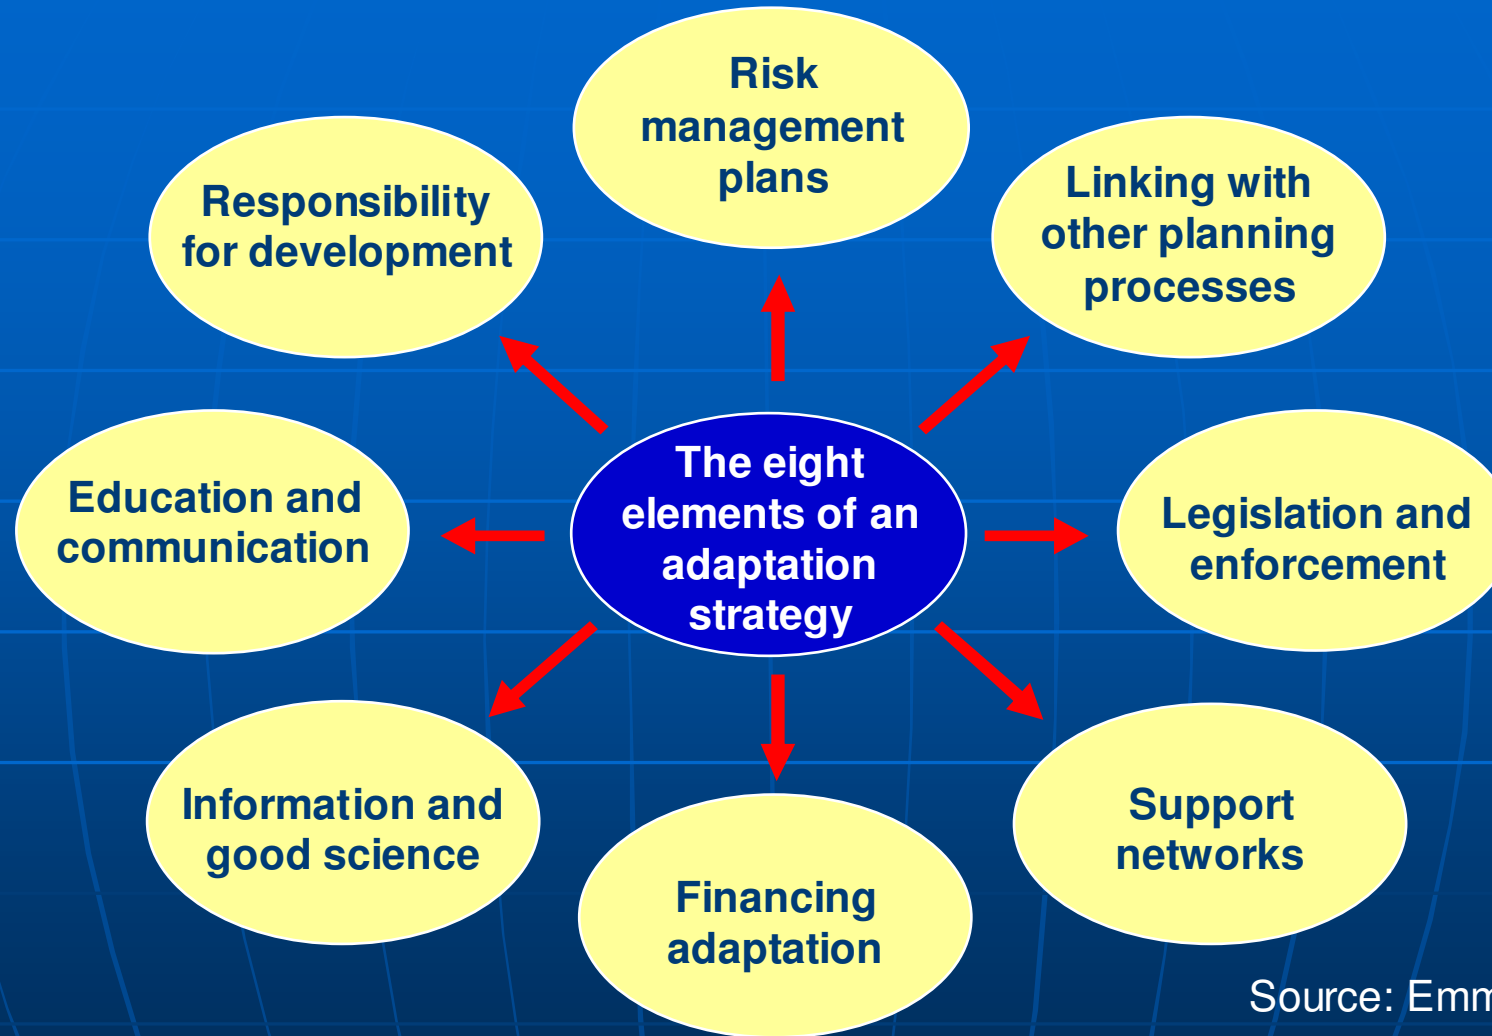 Risk
management
plans
Responsibility
for development
Linking with
other planning
processes
The eight
elements of an
adaptation
strategy
Education and
communication
Legislation and
enforcement
Information and
good science
Support
networks
Financing
adaptation
Source: